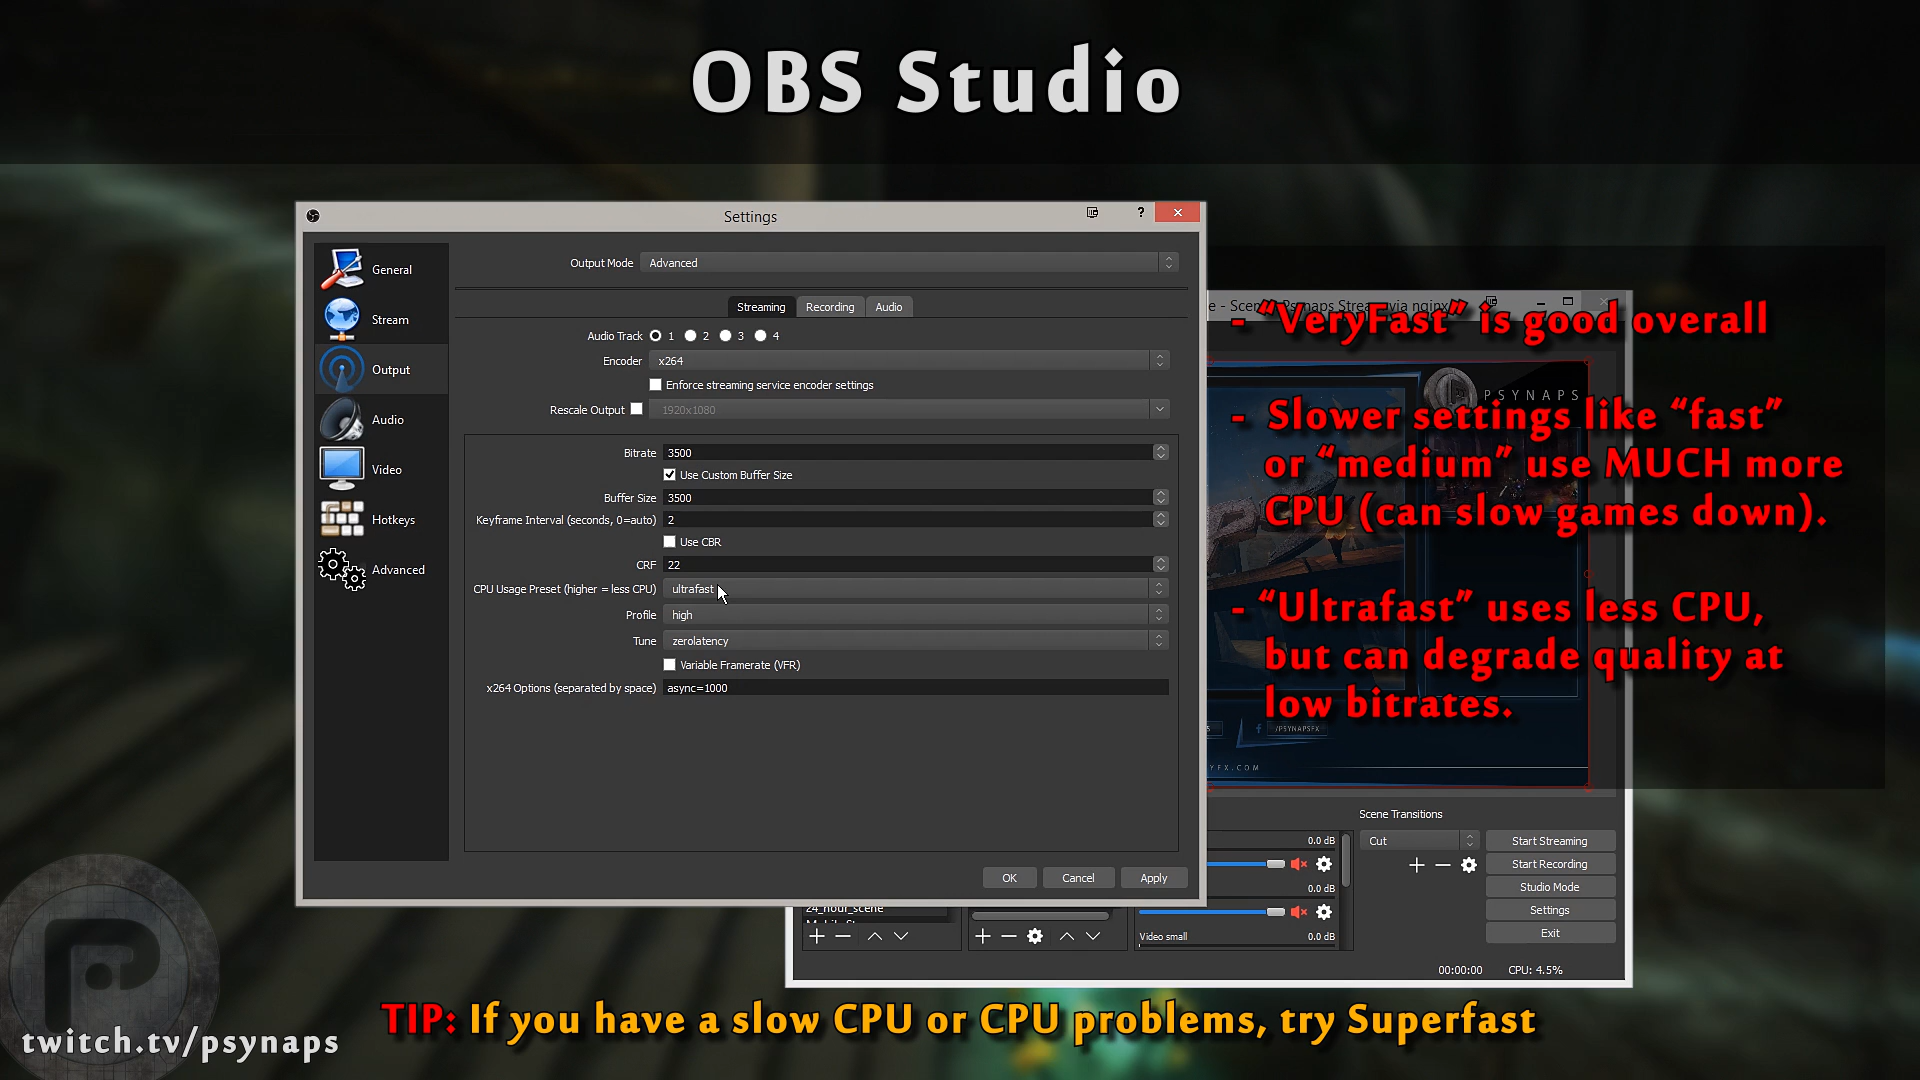 OBS Studio
Settings
?
General
Stream
Output
Audio
Video
Hotkeys
Advanced
Output Mode Advanced
Streaming Recording Audio
Audio Track 1 2 3 4
Encoder x264
Enforce streaming service encoder settings
Rescale Output 1920x1080
Bitrate 3500
Use Custom Buffer Size
Buffer Size 3500
Keyframe Interval (seconds, 0=auto) 2
Use CBR
CRF 22
CPU Usage Preset (higher = less CPU) ultrafast
Profile high
Tune zerolatency
Variable Framerate (VFR)
x264 Options (separated by space) async=1000
OK Cancel Apply
- "VeryFast" is good overall
- Slower settings like "fast"
or "medium" use MUCH more
CPU (can slow games down).
- "Ultrafast" uses less CPU,
but can degrade quality at
low bitrates.
PSYNAPS
/PSYNAPSFX
YFX.COM
Scene Transitions
Cut
0.0 dB
0.0 dB
Video small 0.0 dB
24_hour_scene
Start Streaming
Start Recording
Studio Mode
Settings
Exit
00:00:00 CPU: 4.5%
TIP: If you have a slow CPU or CPU problems, try Superfast
twitch.tv/psynaps